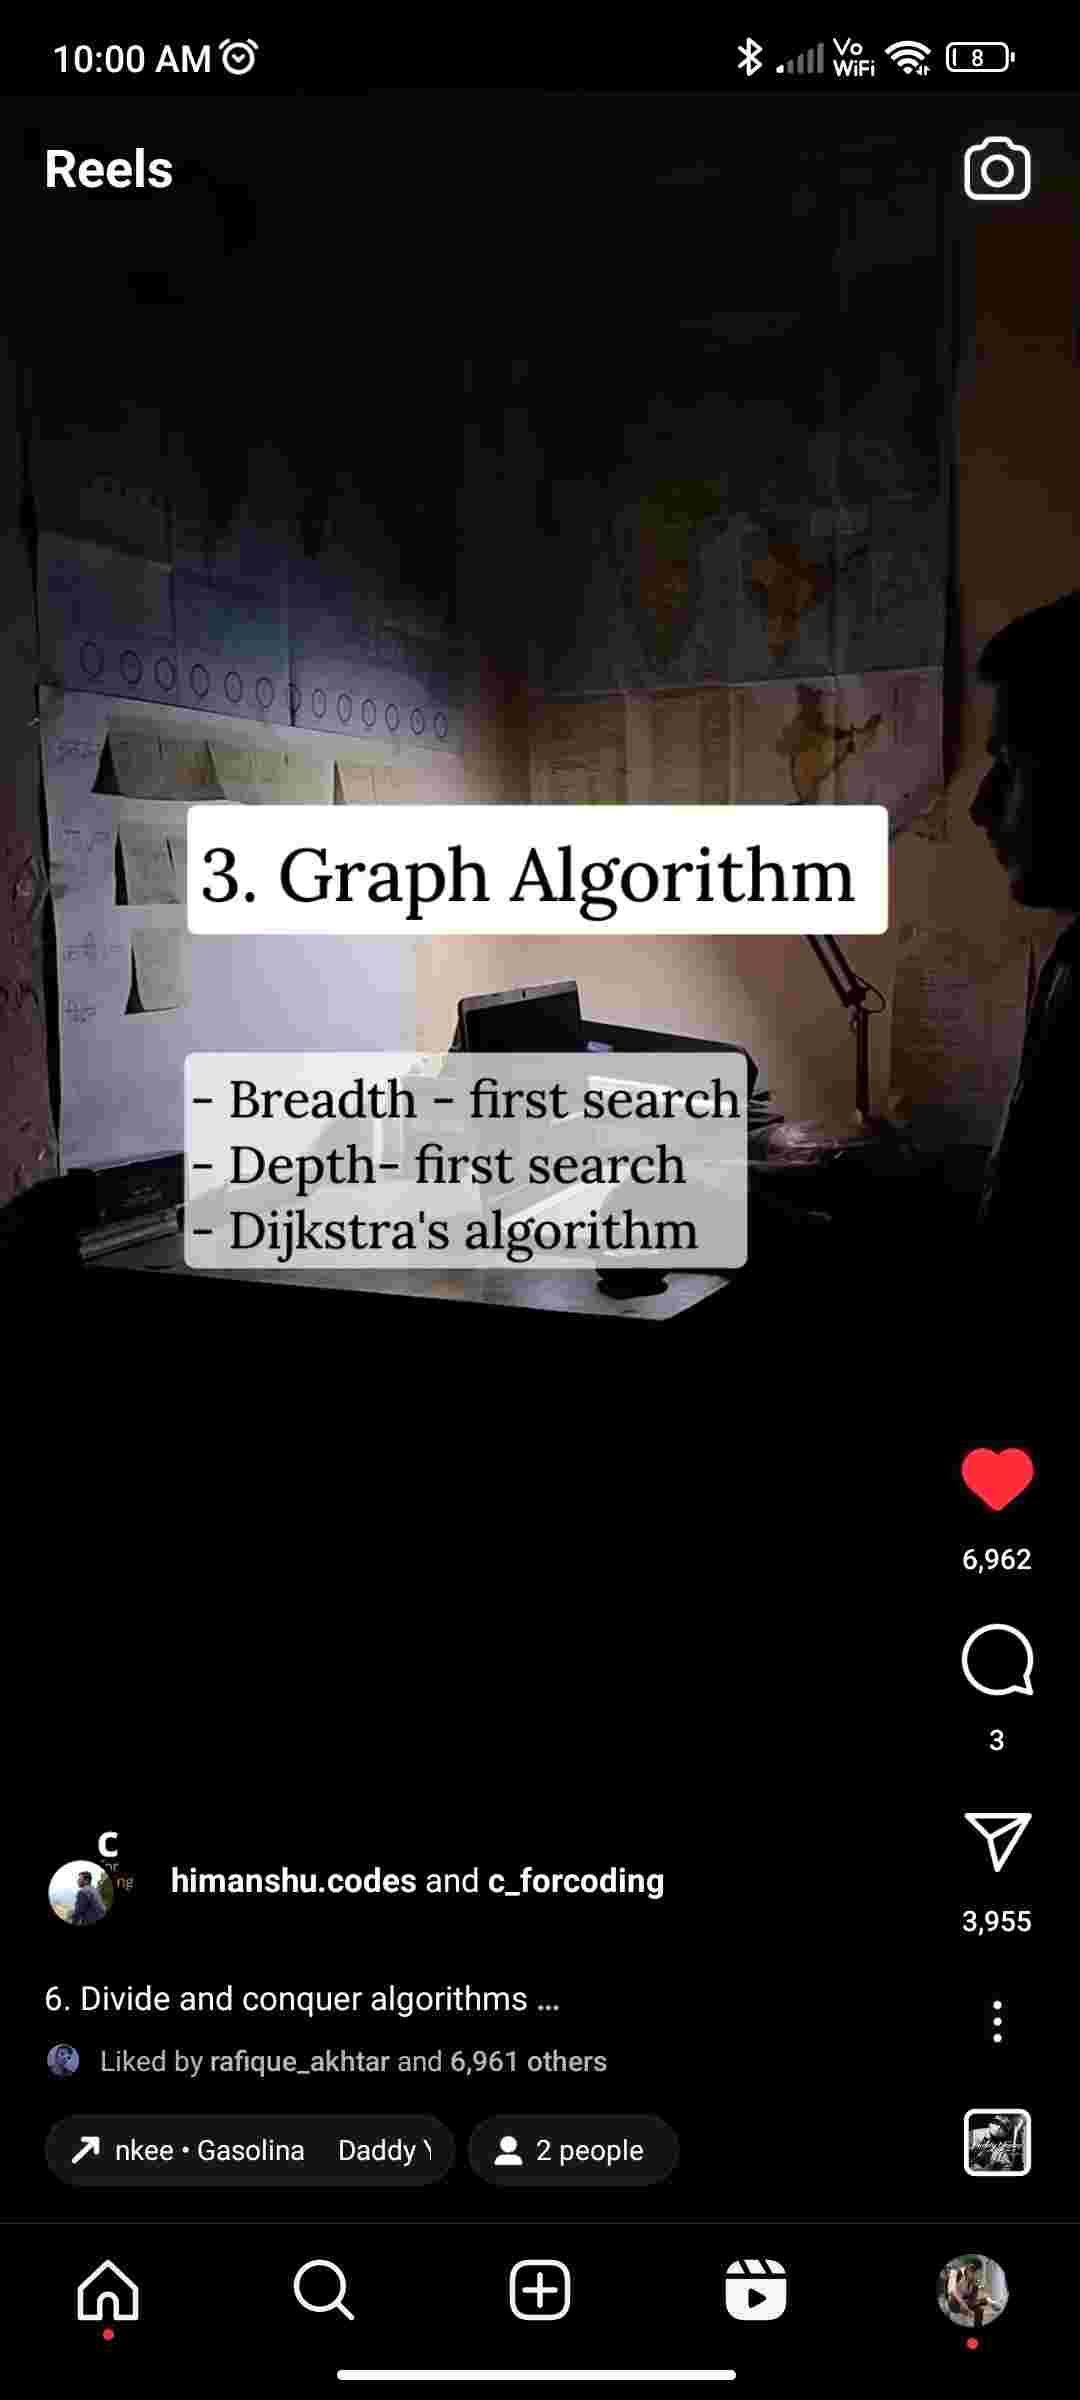 10:00 AM
Vo
WiFi
8
Reels
3. Graph Algorithm
- Breadth - first search
- Depth- first search
- Dijkstra's algorithm
6,962
3
3,955
C
ng
himanshu.codes and c_forcoding
6. Divide and conquer algorithms ...
Liked by rafique_akhtar and 6,961 others
nkee • Gasolina Daddy
2 people